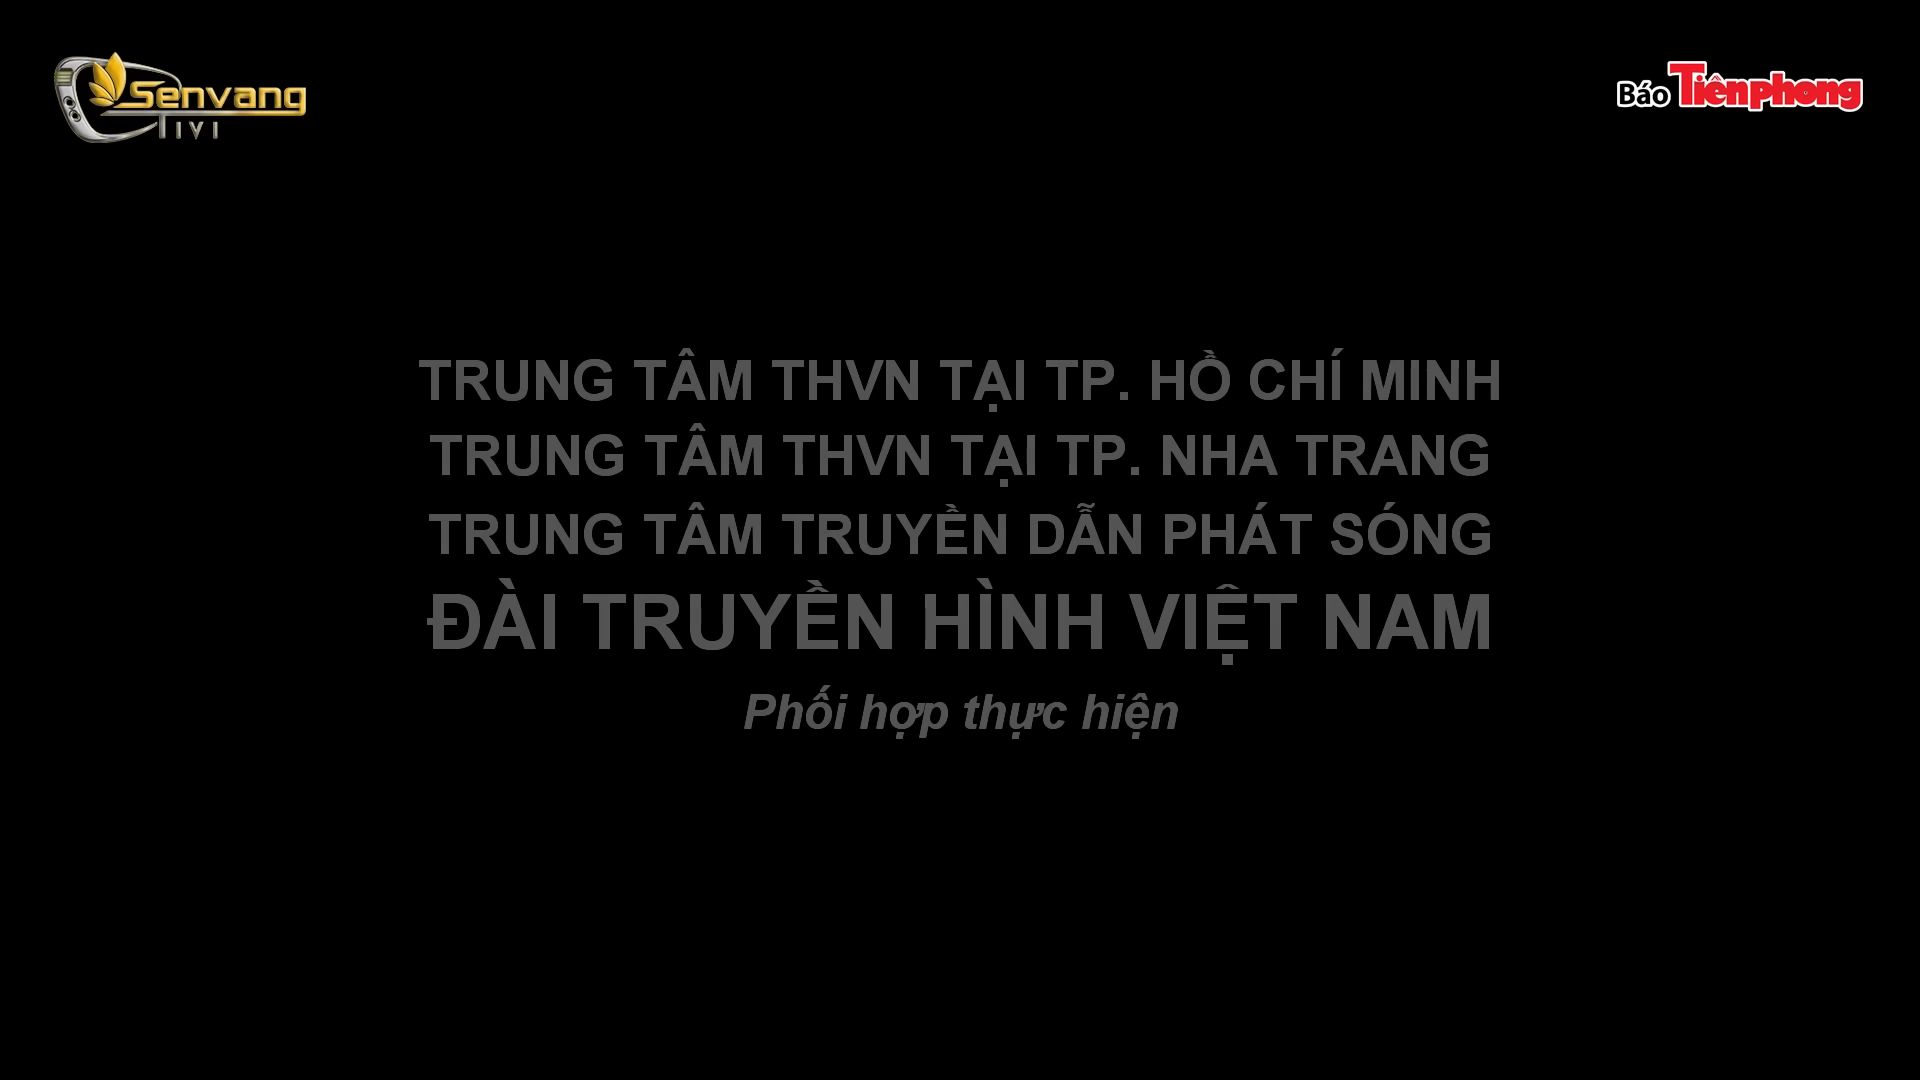 Senvang
TIVI
Báo Tiềnphong
TRUNG TÂM THVN TẠI TP. HỒ CHÍ MINH
TRUNG TÂM THVN TẠI TP. NHA TRANG
TRUNG TÂM TRUYỀN DẪN PHÁT SÓNG
ĐÀI TRUYỀN HÌNH VIỆT NAM
Phối hợp thực hiện